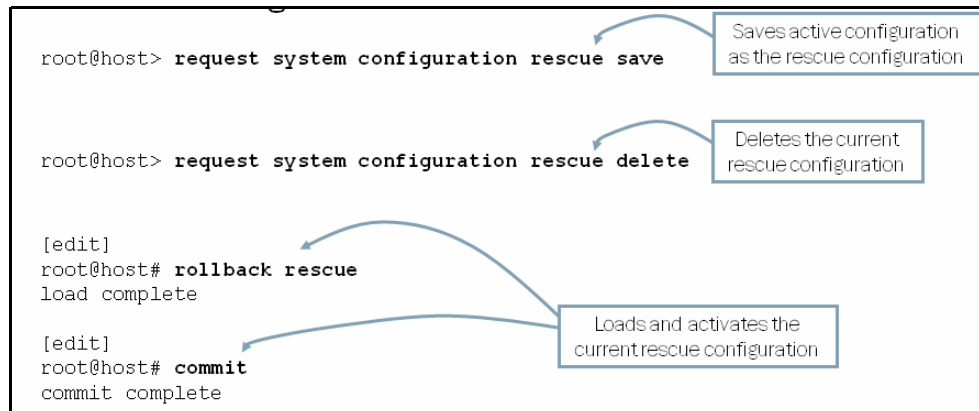 Saves active configuration
as the rescue configuration
root@host> request system configuration rescue save
Deletes the current
rescue configuration
root@host> request system configuration rescue delete
[edit]
root@host# rollback rescue
load complete
Loads and activates the
current rescue configuration
[edit]
root@host# commit
commit complete